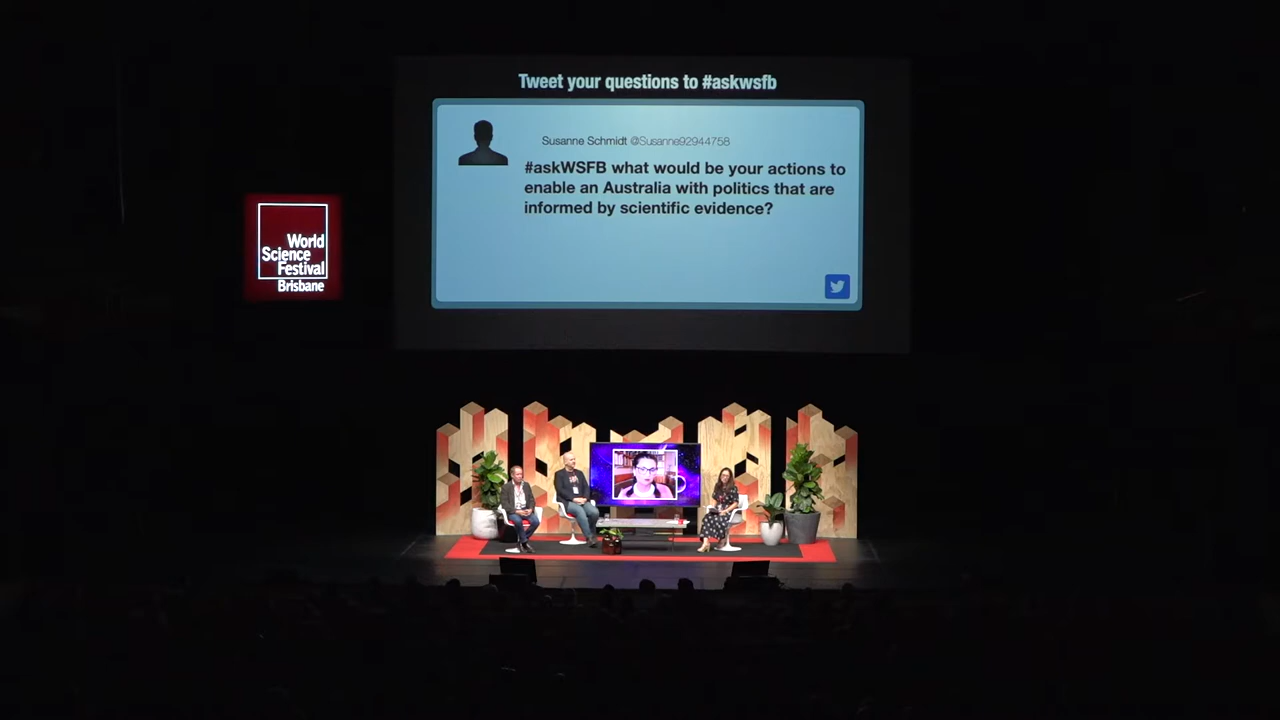 Tweet your questions to #askwsfb
Susanne Schmidt @Susanne92944758
#askWSFB what would be your actions to
enable an Australia with politics that are
informed by scientific evidence?
World
Science
Festival
Brisbane